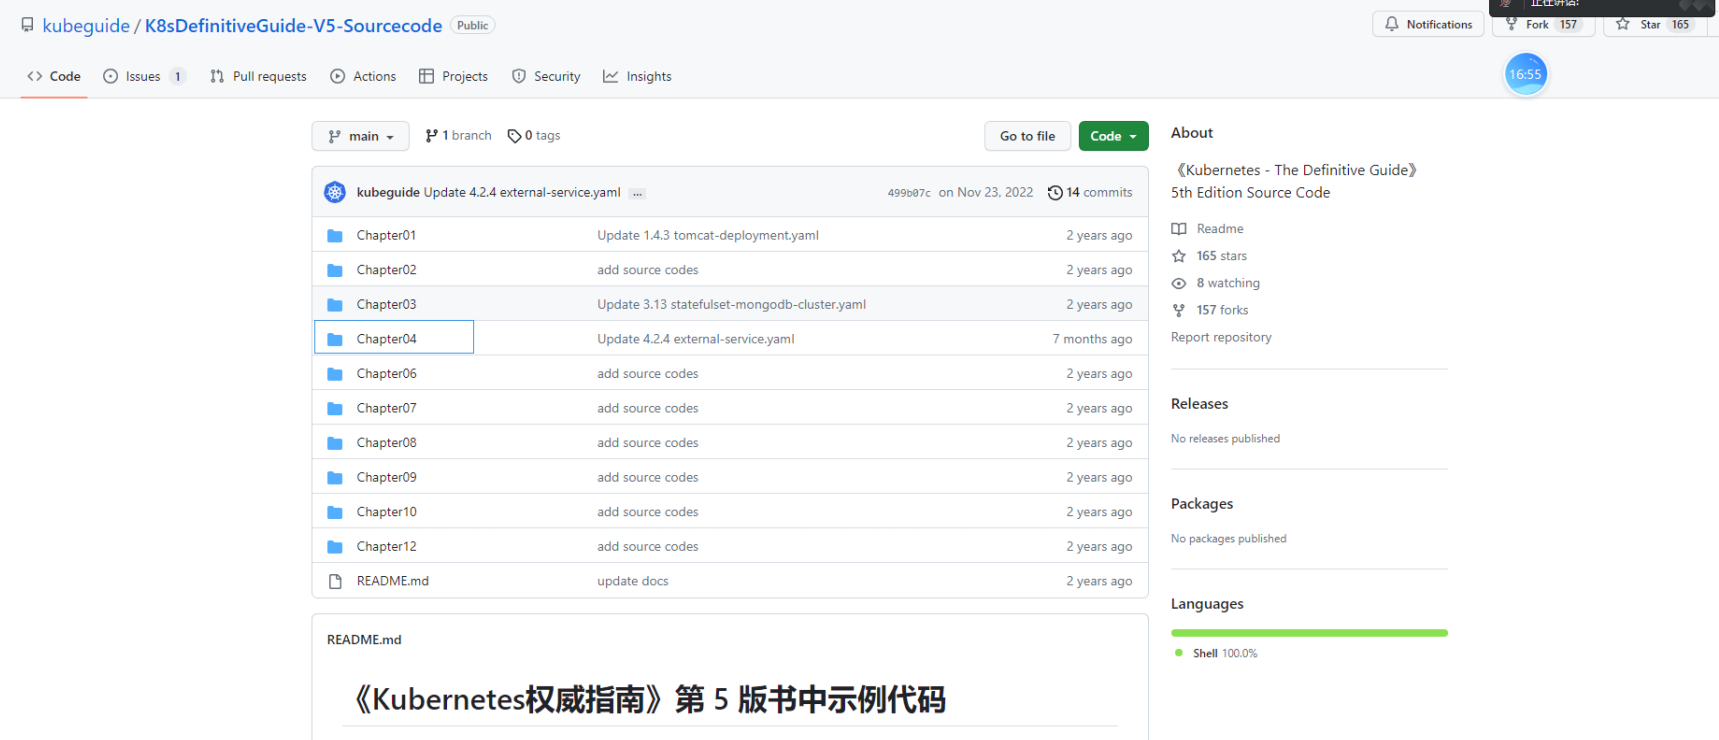 kubeguide / K8sDefinitiveGuide-V5-Sourcecode Public
正在讲话:
Notifications Fork 157 Star 165
Code Issues 1 Pull requests Actions Projects Security Insights
16:55
main 1 branch 0 tags Go to file Code
kubeguide Update 4.2.4 external-service.yaml ... 499b07c on Nov 23, 2022 14 commits
Chapter01 Update 1.4.3 tomcat-deployment.yaml 2 years ago
Chapter02 add source codes 2 years ago
Chapter03 Update 3.13 statefulset-mongodb-cluster.yaml 2 years ago
Chapter04 Update 4.2.4 external-service.yaml 7 months ago
Chapter06 add source codes 2 years ago
Chapter07 add source codes 2 years ago
Chapter08 add source codes 2 years ago
Chapter09 add source codes 2 years ago
Chapter10 add source codes 2 years ago
Chapter12 add source codes 2 years ago
README.md update docs 2 years ago
README.md
《Kubernetes权威指南》第 5 版书中示例代码
About
《Kubernetes - The Definitive Guide》
5th Edition Source Code
Readme
165 stars
8 watching
157 forks
Report repository
Releases
No releases published
Packages
No packages published
Languages
Shell 100.0%